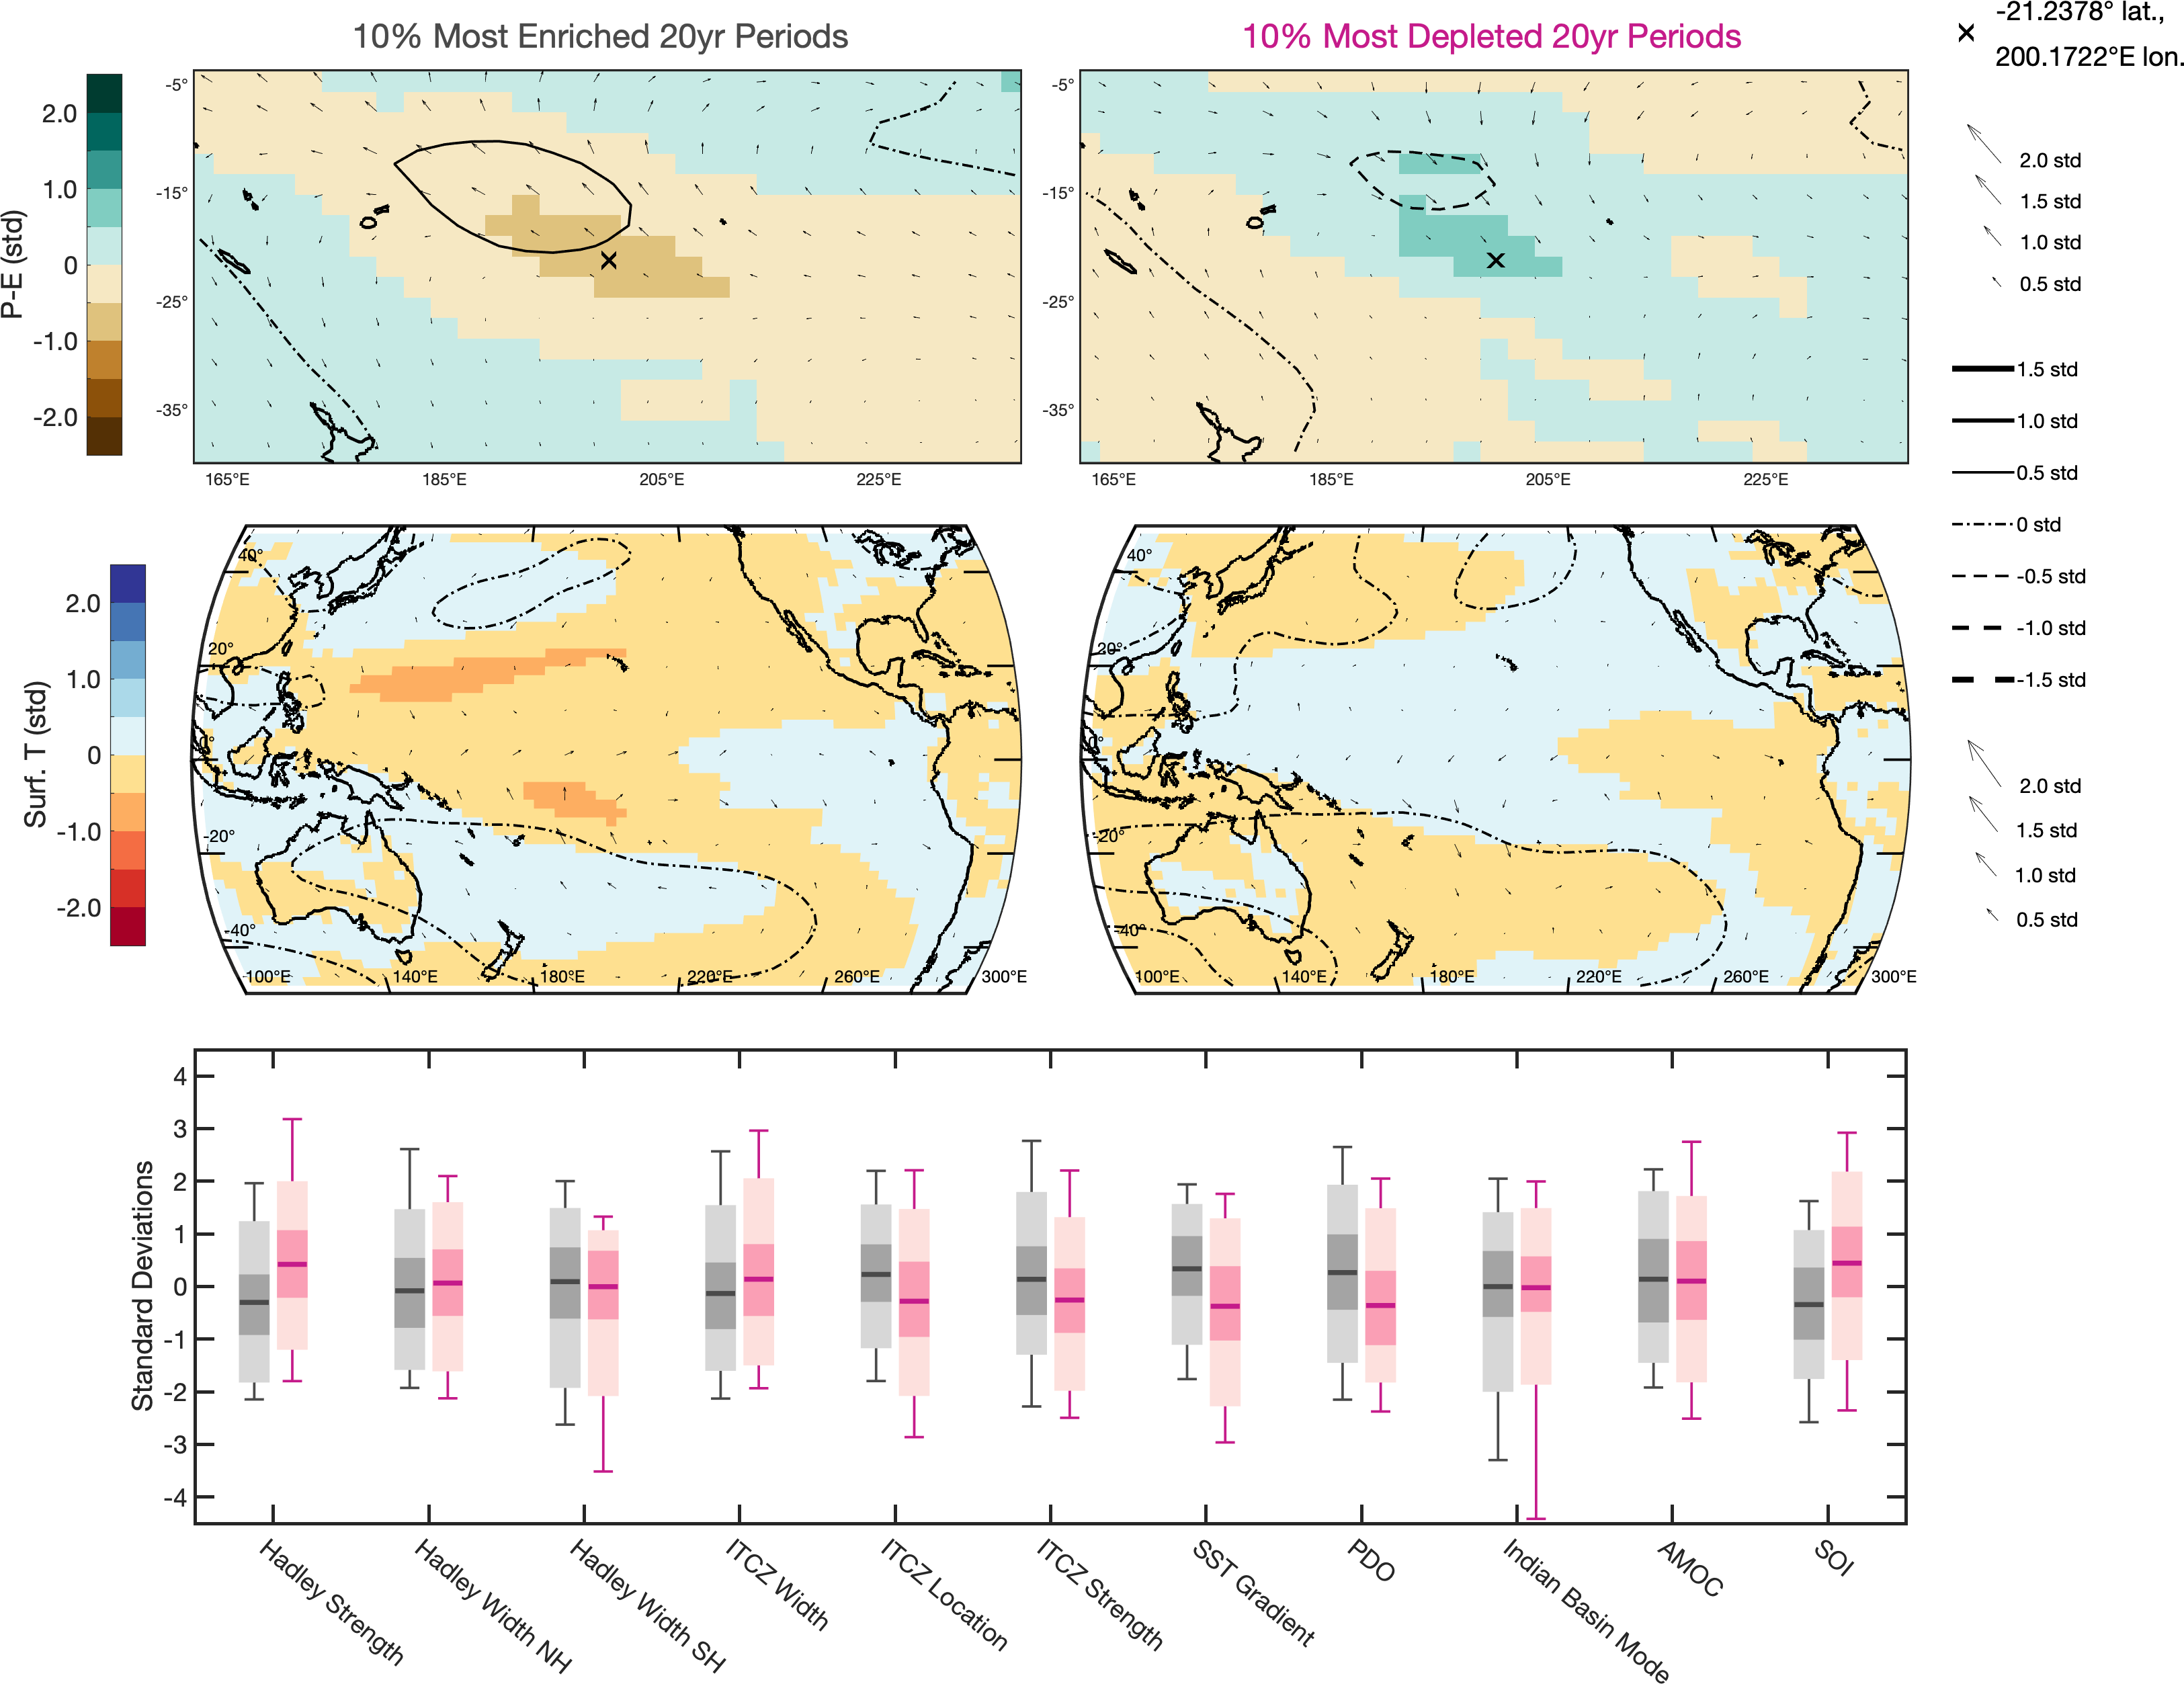 10% Most Enriched 20yr Periods
10% Most Depleted 20yr Periods
-21.2378° lat.,
200.1722°E lon.
P-E (std)
2.0
1.0
0
-1.0
-2.0
-5°
-15°
-25°
-35°
165°E
185°E
205°E
225°E
-5°
-15°
-25°
-35°
165°E
185°E
205°E
225°E
2.0 std
1.5 std
1.0 std
0.5 std
1.5 std
1.0 std
0.5 std
0 std
-0.5 std
-1.0 std
-1.5 std
Surf. T (std)
2.0
1.0
0
-1.0
-2.0
40°
20°
0°
-20°
-40°
100°E
140°E
180°E
220°E
260°E
300°E
40°
20°
0°
-20°
-40°
100°E
140°E
180°E
220°E
260°E
300°E
2.0 std
1.5 std
1.0 std
0.5 std
Standard Deviations
4
3
2
1
0
-1
-2
-3
-4
Hadley Strength
Hadley Width NH
Hadley Width SH
ITCZ Width
ITCZ Location
ITCZ Strength
SST Gradient
PDO
Indian Basin Mode
AMOC
SOI